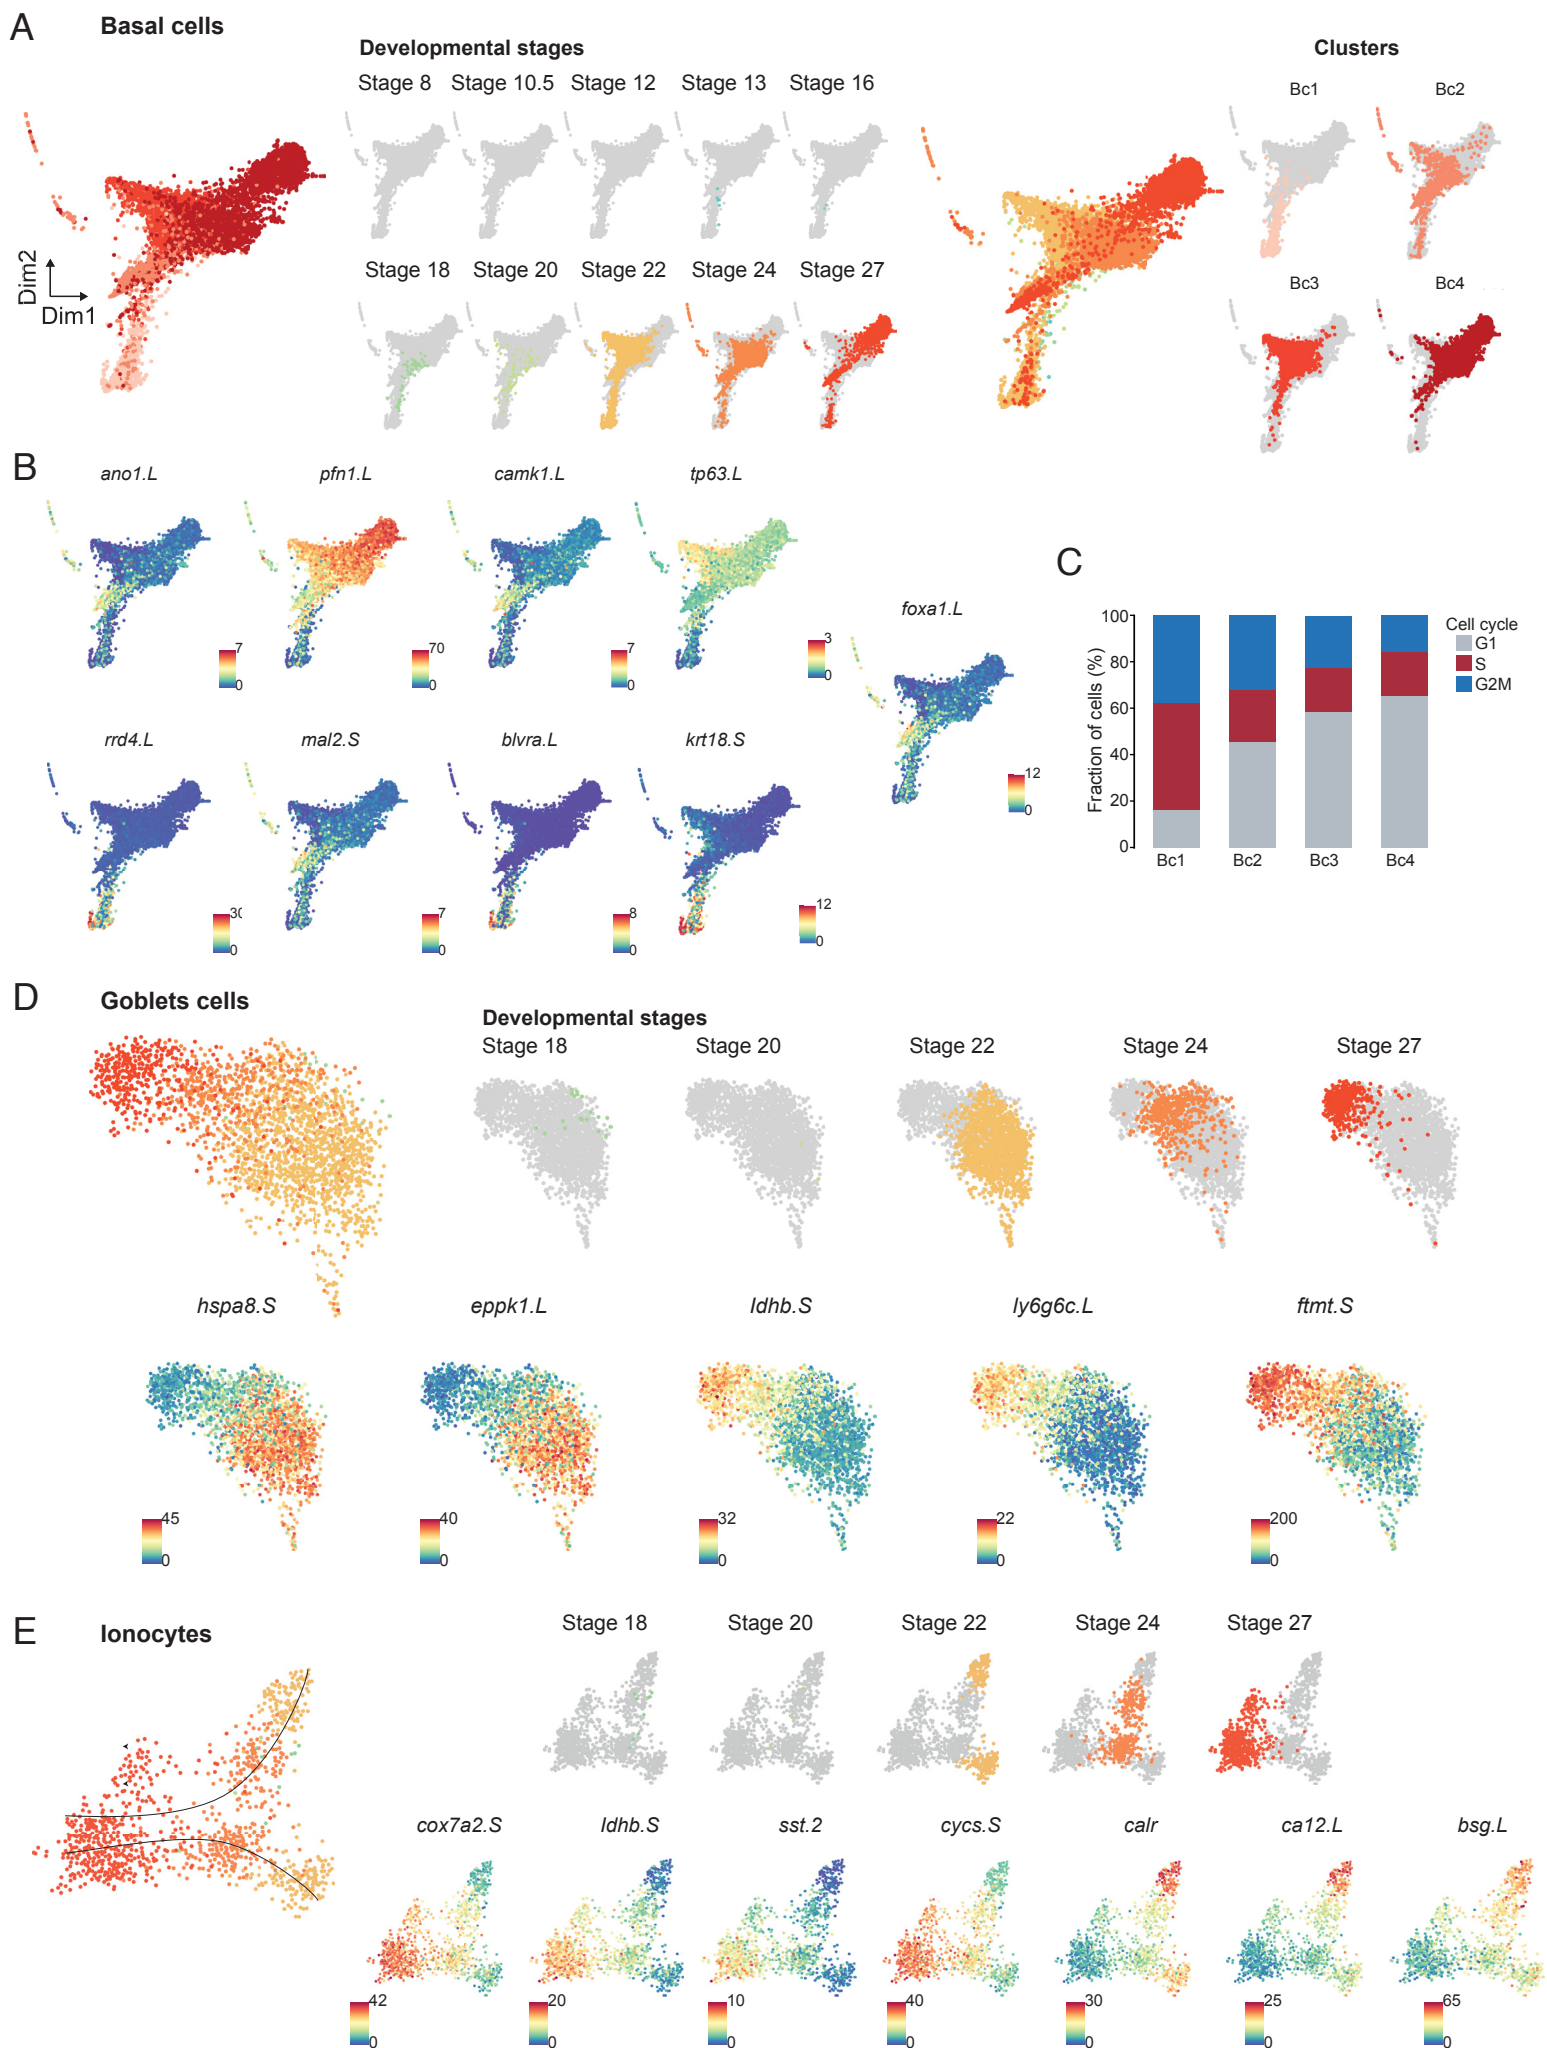 A
Basal cells
Developmental stages
Clusters
Stage 8 Stage 10.5 Stage 12 Stage 13 Stage 16
Bc1 Bc2
Dim2
Dim1
Stage 18 Stage 20 Stage 22 Stage 24 Stage 27
Bc3 Bc4
B
ano1.L pfn1.L camk1.L tp63.L
7 70 7 3
0 0 0 0
foxa1.L
12
0
rrd4.L mal2.S blvra.L krt18.S
30 7 8 12
0 0 0 0
C
Fraction of cells (%)
100
80
60
40
20
0
Bc1 Bc2 Bc3 Bc4
Cell cycle
G1
S
G2M
D
Goblets cells
Developmental stages
Stage 18 Stage 20 Stage 22 Stage 24 Stage 27
hspa8.S eppk1.L ldhb.S ly6g6c.L ftmt.S
45 40 32 22 200
0 0 0 0 0
E
Ionocytes
Stage 18 Stage 20 Stage 22 Stage 24 Stage 27
cox7a2.S ldhb.S sst.2 cycs.S calr ca12.L bsg.L
42 20 10 40 30 25 65
0 0 0 0 0 0 0